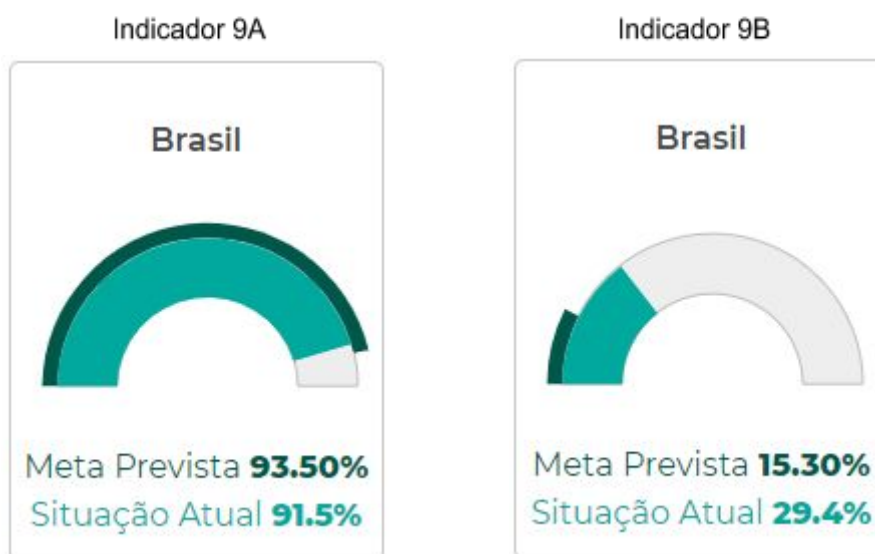 Indicador 9A
Brasil
Meta Prevista 93.50%
Situação Atual 91.5%
Indicador 9B
Brasil
Meta Prevista 15.30%
Situação Atual 29.4%